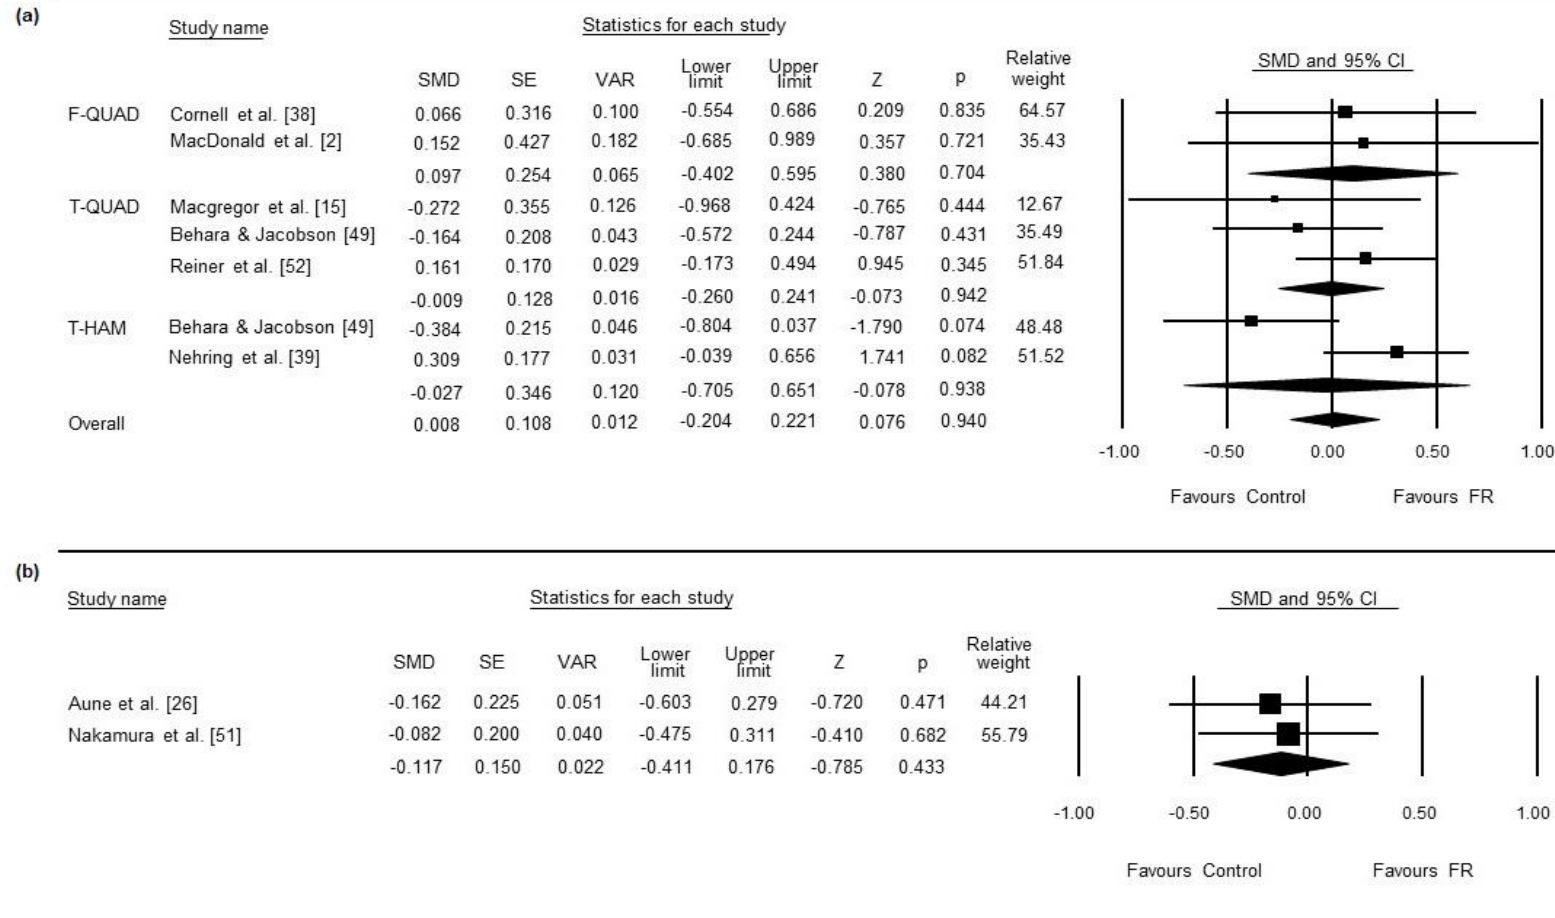 (a)
Study name Statistics for each study
SMD and 95% CI
SMD SE VAR Lower limit Upper limit Z p Relative weight
F-QUAD Cornell et al. [38] 0.066 0.316 0.100 -0.554 0.686 0.209 0.835 64.57
MacDonald et al. [2] 0.152 0.427 0.182 -0.685 0.989 0.357 0.721 35.43
0.097 0.254 0.065 -0.402 0.595 0.380 0.704
T-QUAD Macgregor et al. [15] -0.272 0.355 0.126 -0.968 0.424 -0.765 0.444 12.67
Behara & Jacobson [49] -0.164 0.208 0.043 -0.572 0.244 -0.787 0.431 35.49
Reiner et al. [52] 0.161 0.170 0.029 -0.173 0.494 0.945 0.345 51.84
-0.009 0.128 0.016 -0.260 0.241 -0.073 0.942
T-HAM Behara & Jacobson [49] -0.384 0.215 0.046 -0.804 0.037 -1.790 0.074 48.48
Nehring et al. [39] 0.309 0.177 0.031 -0.039 0.656 1.741 0.082 51.52
-0.027 0.346 0.120 -0.705 0.651 -0.078 0.938
Overall 0.008 0.108 0.012 -0.204 0.221 0.076 0.940
-1.00 -0.50 0.00 0.50 1.00
Favours Control Favours FR
(b)
Study name Statistics for each study SMD and 95% CI
SMD SE VAR Lower limit Upper limit Z p Relative weight
Aune et al. [26] -0.162 0.225 0.051 -0.603 0.279 -0.720 0.471 44.21
Nakamura et al. [51] -0.082 0.200 0.040 -0.475 0.311 -0.410 0.682 55.79
-0.117 0.150 0.022 -0.411 0.176 -0.785 0.433
-1.00 -0.50 0.00 0.50 1.00
Favours Control Favours FR